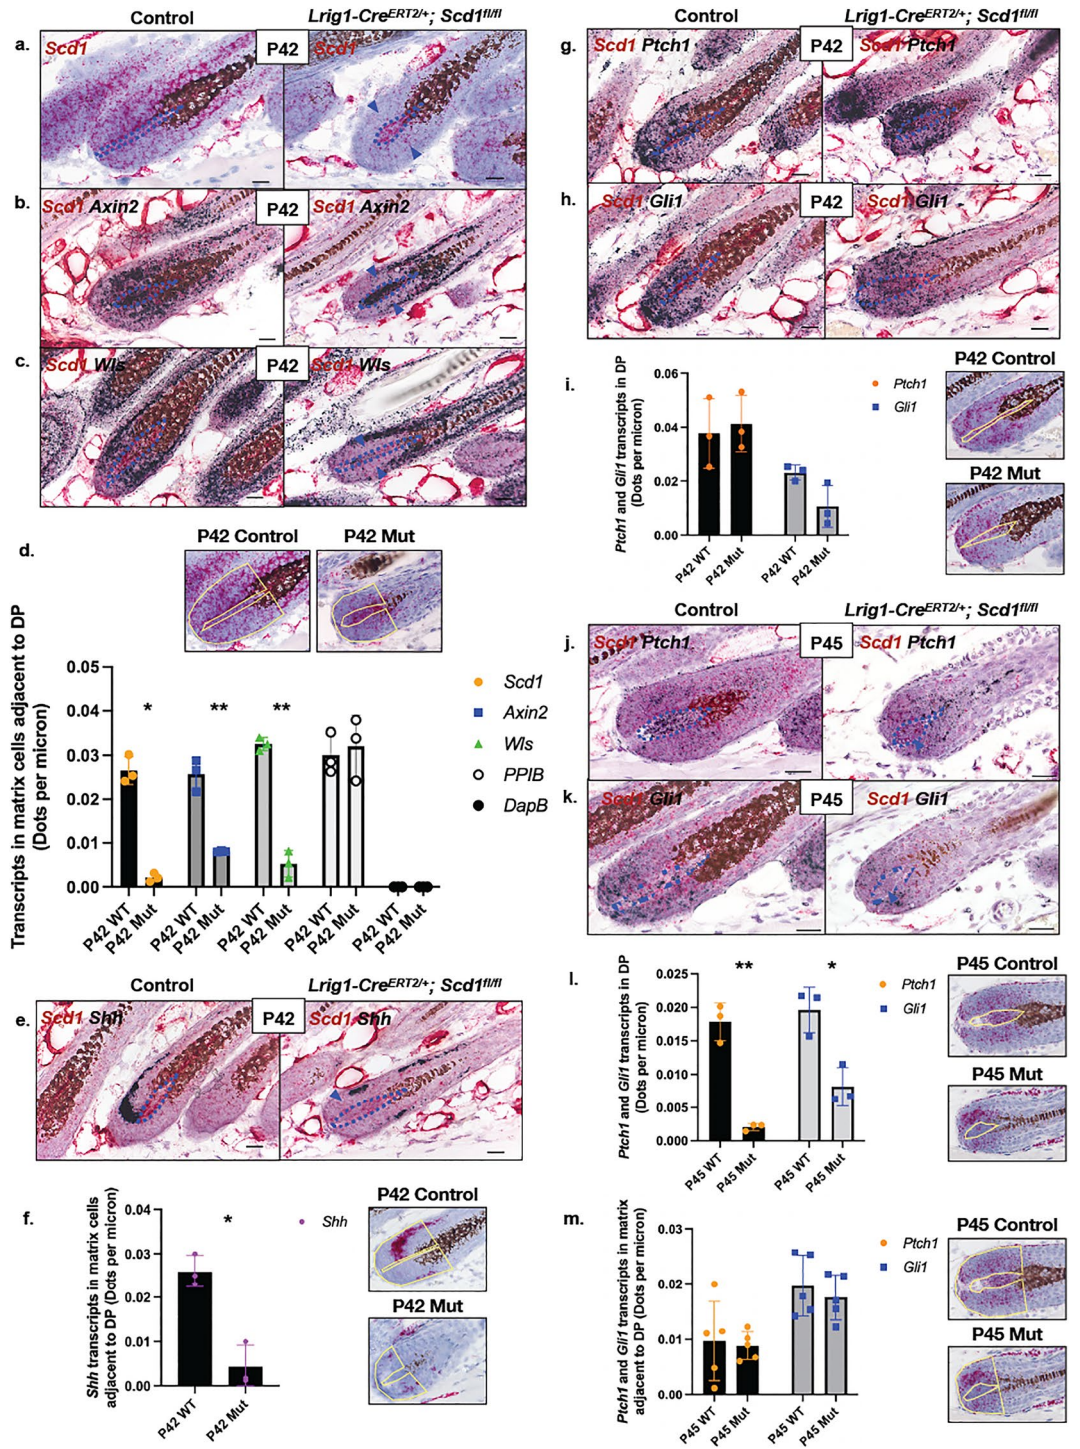 Control
Lrig1-CreERT2/+; Scd1fl/fl
a.
Scd1
P42
Scd1
b.
Scd1 Axin2
P42
Scd1 Axin2
c.
Scd1 Wls
P42
Scd1 Wls
d.
P42 Control
P42 Mut
Transcripts in matrix cells adjacent to DP
(Dots per micron)
0.05
0.04
0.03
0.02
0.01
0.00
*
**
**
P42 WT
P42 Mut
P42 WT
P42 Mut
P42 WT
P42 Mut
P42 WT
P42 Mut
P42 WT
P42 Mut
Scd1
Axin2
Wls
PPIB
DapB
Control
Lrig1-CreERT2/+; Scd1fl/fl
e.
Scd1 Shh
P42
Scd1 Shh
f.
Shh transcripts in matrix cells
adjacent to DP (Dots per micron)
0.04
0.03
0.02
0.01
0.00
*
P42 WT
P42 Mut
Shh
P42 Control
P42 Mut
Control
Lrig1-CreERT2/+; Scd1fl/fl
g.
Scd1 Ptch1
P42
Scd1 Ptch1
h.
Scd1 Gli1
P42
Scd1 Gli1
i.
Ptch1 and Gli1 transcripts in DP
(Dots per micron)
0.06
0.04
0.02
0.00
P42 WT
P42 Mut
P42 WT
P42 Mut
Ptch1
Gli1
P42 Control
P42 Mut
Control
Lrig1-CreERT2/+; Scd1fl/fl
j.
Scd1 Ptch1
P45
Scd1 Ptch1
k.
Scd1 Gli1
P45
Scd1 Gli1
l.
Ptch1 and Gli1 transcripts in DP
(Dots per micron)
0.025
0.020
0.015
0.010
0.005
0.000
**
*
P45 WT
P45 Mut
P45 WT
P45 Mut
Ptch1
Gli1
P45 Control
P45 Mut
m.
Ptch1 and Gli1 transcripts in matrix
adjacent to DP (Dots per micron)
0.03
0.02
0.01
0.00
P45 WT
P45 Mut
P45 WT
P45 Mut
Ptch1
Gli1
P45 Control
P45 Mut